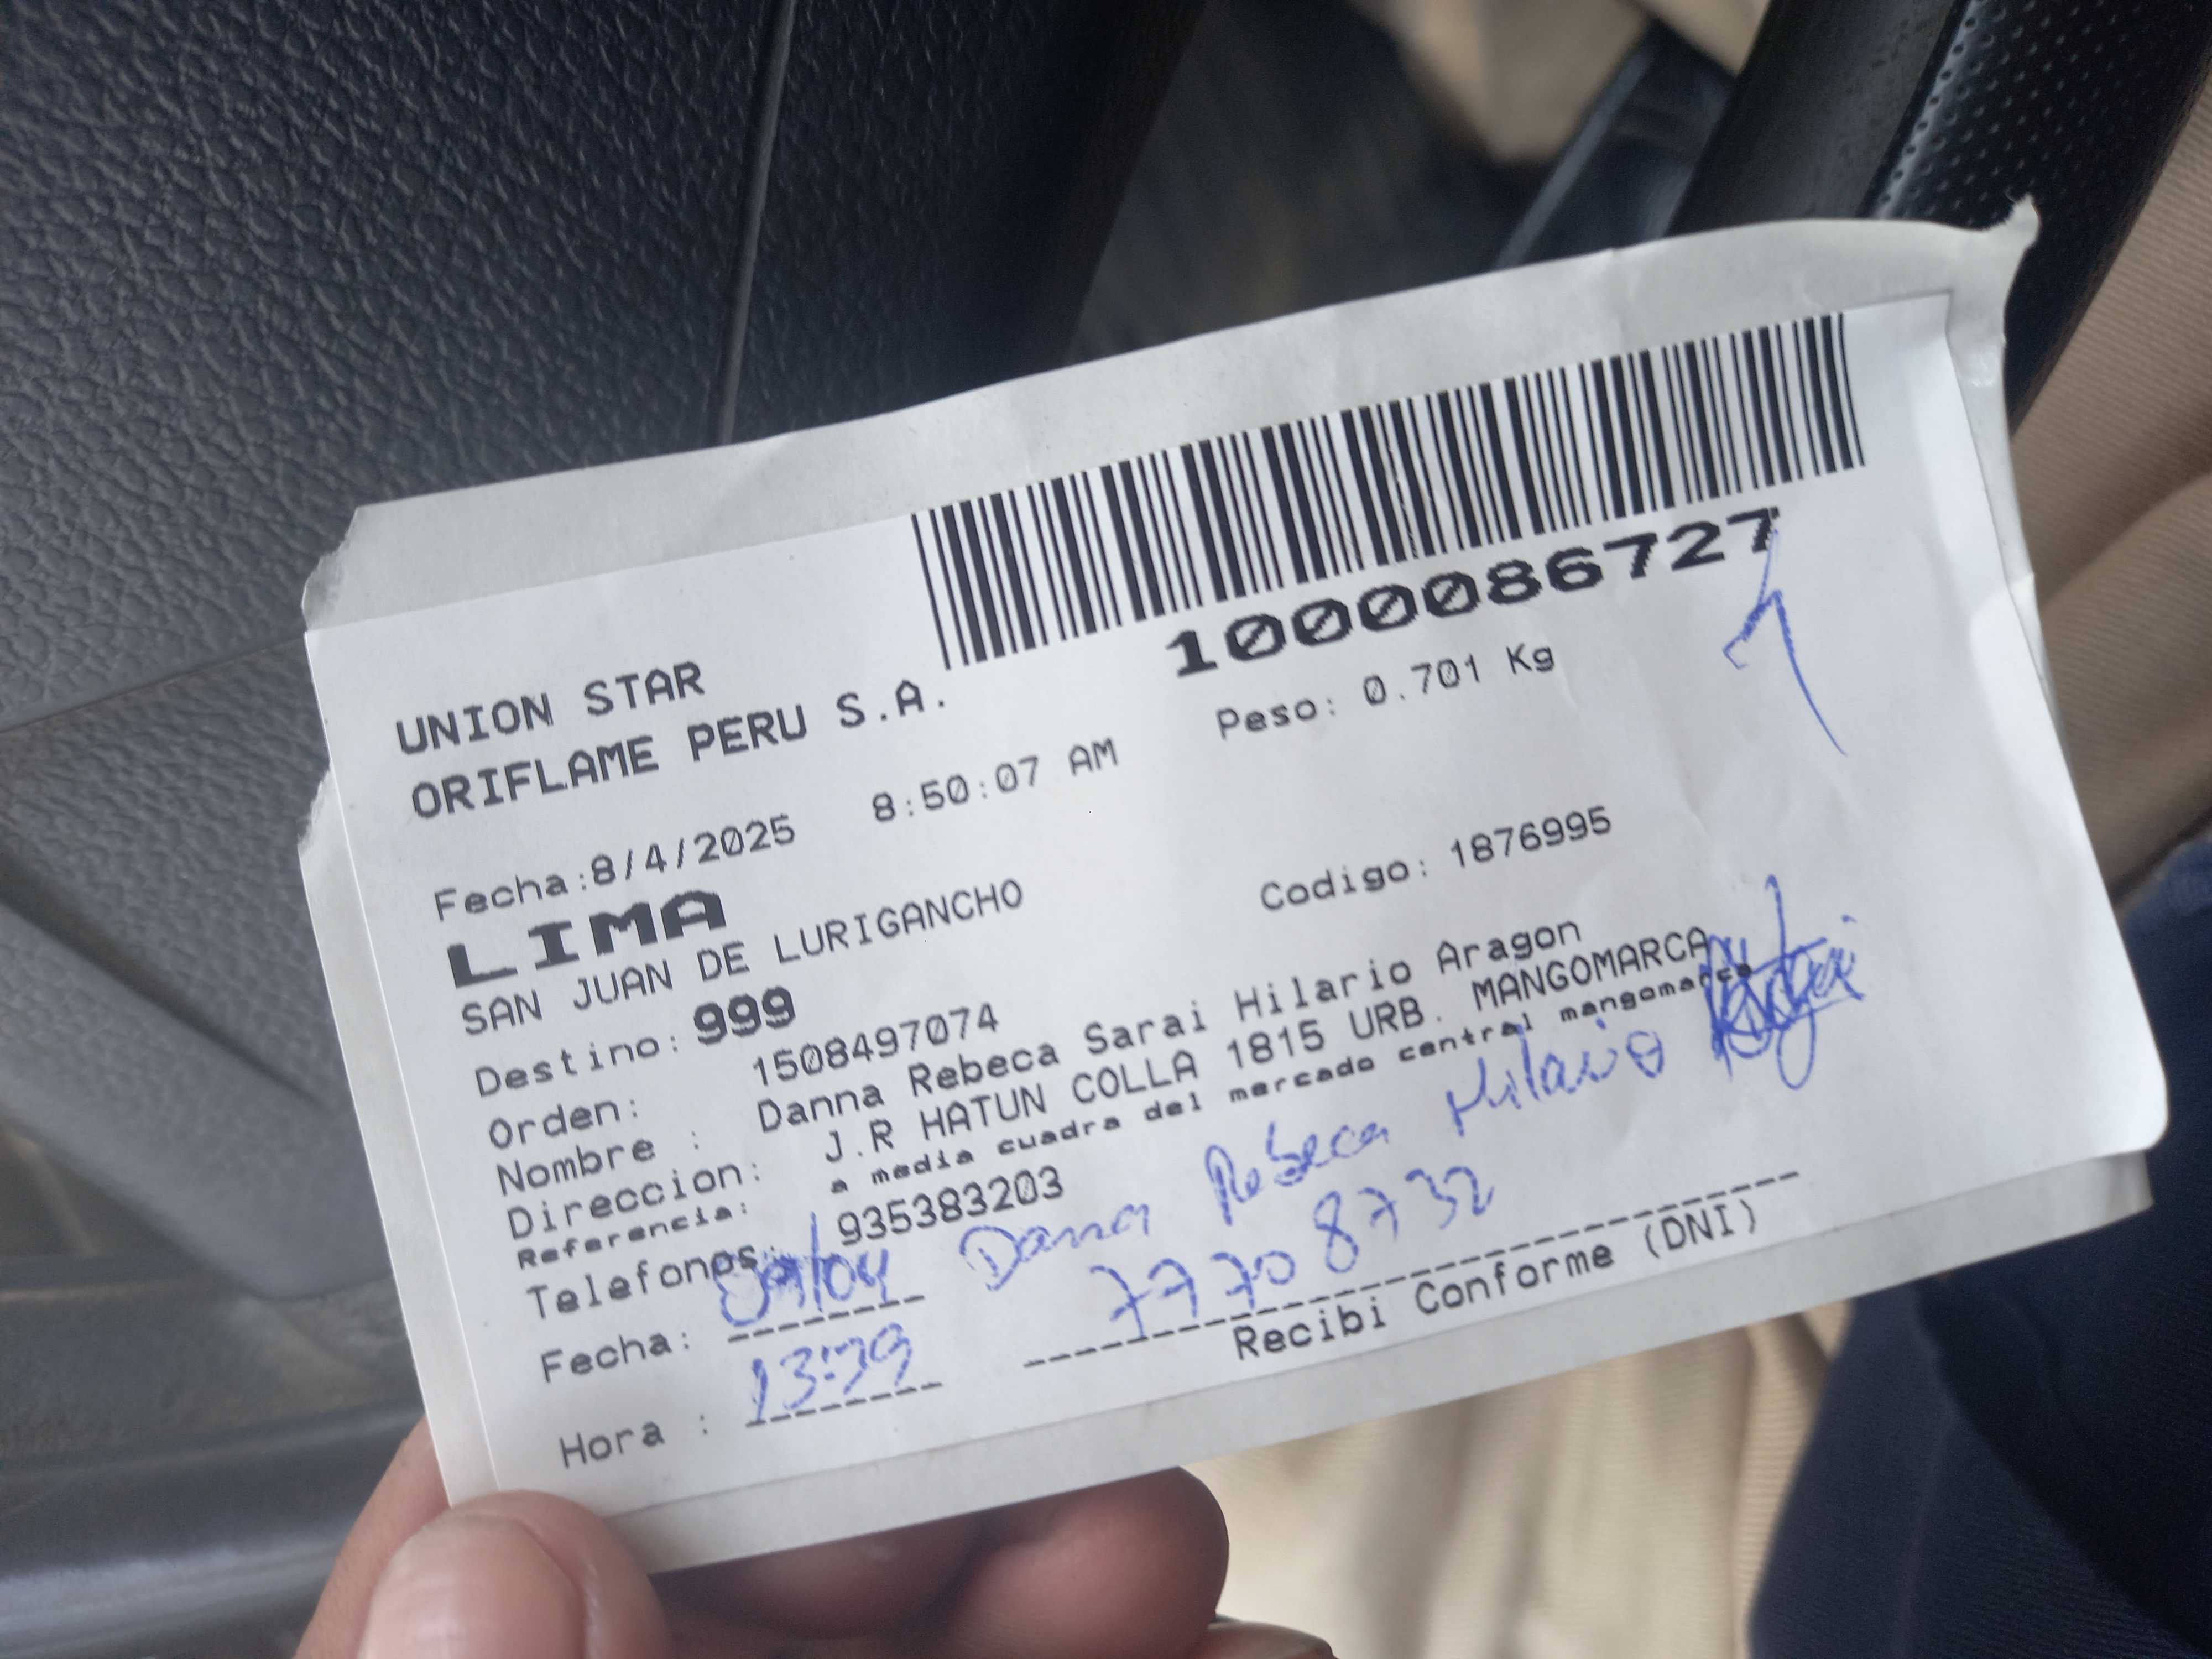 1000086727
UNION STAR
ORIFLAME PERU S.A.
Peso: 0.701 Kg
Fecha:8/4/2025 8:50:07 AM
LIMA
SAN JUAN DE LURIGANCHO
Codigo: 1876995
Destino: 999
Orden: 1508497074
Nombre : Danna Rebeca Sarai Hilario Aragon
Direccion: J.R HATUN COLLA 1815 URB. MANGOMARCA
Referencia: a media cuadra del mercado central mangomarca
Telefonos: 935383203
Danna Rebeca Hilario
Fecha: /04
77708732
Hora :
Recibi Conforme (DNI)